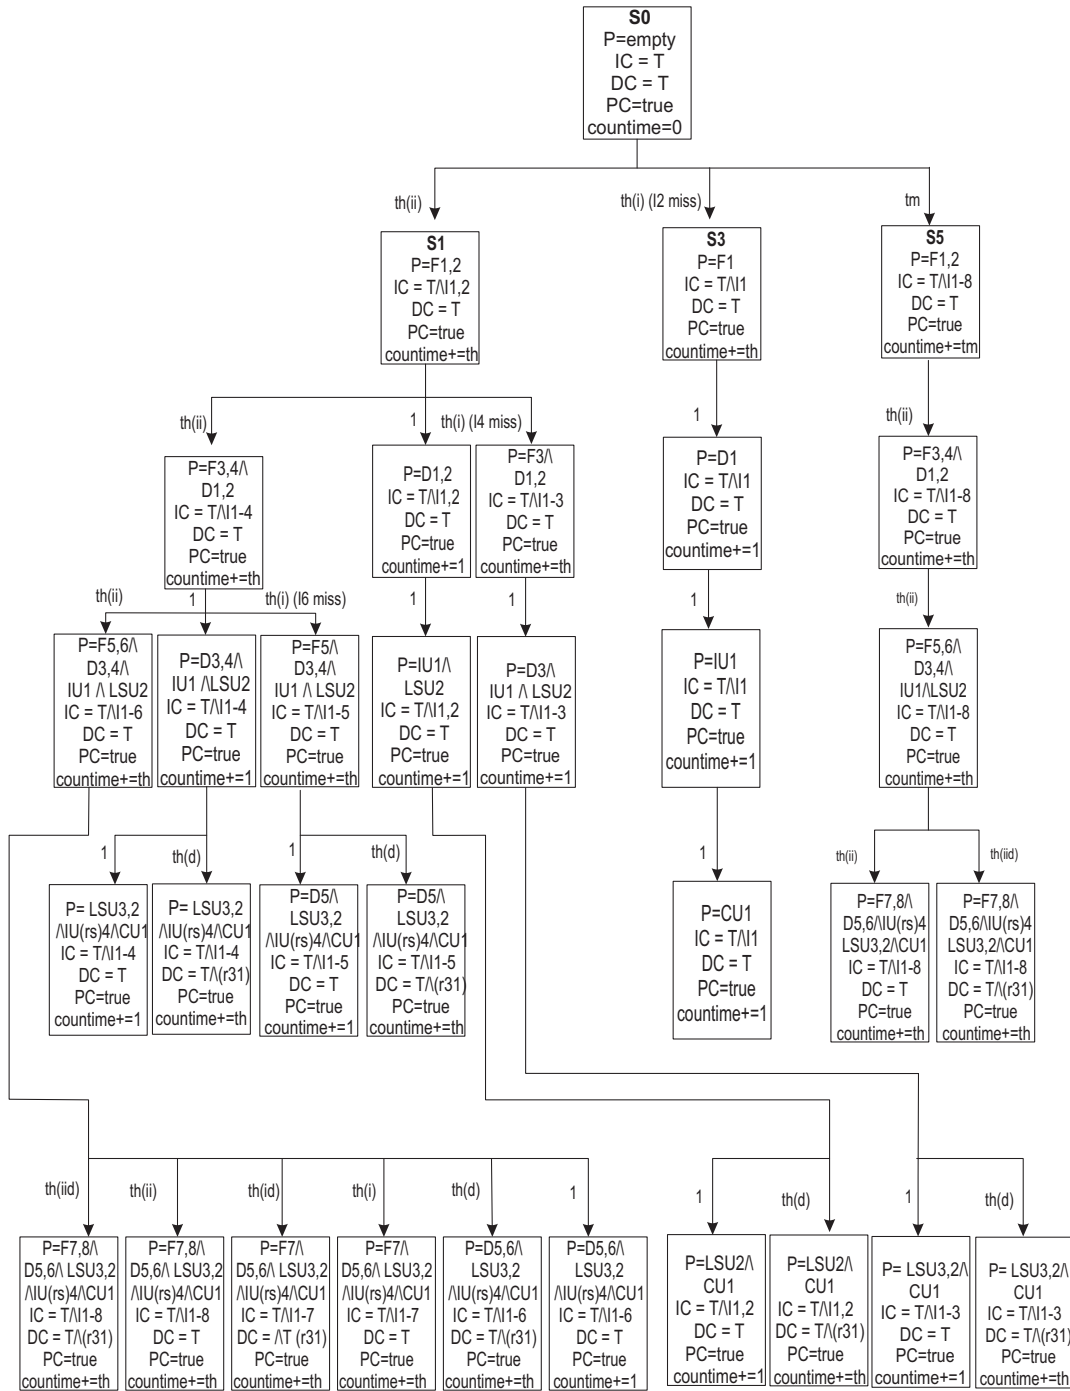 S0
P=empty
IC = T
DC = T
PC=true
countime=0
th(ii)
th(i) (I2 miss)
tm
S1
P=F1,2
IC = T/\I1,2
DC = T
PC=true
countime+=th
S3
P=F1
IC = T/\I1
DC = T
PC=true
countime+=th
S5
P=F1,2
IC = T/\I1-8
DC = T
PC=true
countime+=tm
th(ii)
1
th(i) (I4 miss)
1
th(ii)
P=F3,4/\
D1,2
IC = T/\I1-4
DC = T
PC=true
countime+=th
P=D1,2
IC = T/\I1,2
DC = T
PC=true
countime+=1
P=F3/\
D1,2
IC = T/\I1-3
DC = T
PC=true
countime+=th
P=D1
IC = T/\I1
DC = T
PC=true
countime+=1
P=F3,4/\
D1,2
IC = T/\I1-8
DC = T
PC=true
countime+=th
th(ii)
1
th(i) (I6 miss)
1
1
1
th(ii)
P=F5,6/\
D3,4/\
IU1 /\ LSU2
IC = T/\I1-6
DC = T
PC=true
countime+=th
P=D3,4/\
IU1 /\LSU2
IC = T/\I1-4
DC = T
PC=true
countime+=1
P=F5/\
D3,4/\
IU1 /\ LSU2
IC = T/\I1-5
DC = T
PC=true
countime+=th
P=IU1/\
LSU2
IC = T/\I1,2
DC = T
PC=true
countime+=1
P=D3/\
IU1 /\ LSU2
IC = T/\I1-3
DC = T
PC=true
countime+=1
P=IU1
IC = T/\I1
DC = T
PC=true
countime+=1
P=F5,6/\
D3,4/\
IU1/\LSU2
IC = T/\I1-8
DC = T
PC=true
countime+=th
1
th(d)
1
th(d)
1
th(ii)
th(iid)
P= LSU3,2
/\IU(rs)4/\CU1
IC = T/\I1-4
DC = T
PC=true
countime+=1
P= LSU3,2
/\IU(rs)4/\CU1
IC = T/\I1-4
DC = T/\(r31)
PC=true
countime+=th
P=D5/\
LSU3,2
/\IU(rs)4/\CU1
IC = T/\I1-5
DC = T
PC=true
countime+=1
P=D5/\
LSU3,2
/\IU(rs)4/\CU1
IC = T/\I1-5
DC = T/\(r31)
PC=true
countime+=th
P=CU1
IC = T/\I1
DC = T
PC=true
countime+=1
P=F7,8/\
D5,6/\IU(rs)4
LSU3,2/\CU1
IC = T/\I1-8
DC = T
PC=true
countime+=th
P=F7,8/\
D5,6/\IU(rs)4
LSU3,2/\CU1
IC = T/\I1-8
DC = T/\(r31)
PC=true
countime+=th
th(iid)
th(ii)
th(id)
th(i)
th(d)
1
1
th(d)
1
th(d)
P=F7,8/\
D5,6/\ LSU3,2
/\IU(rs)4/\CU1
IC = T/\I1-8
DC = T/\(r31)
PC=true
countime+=th
P=F7,8/\
D5,6/\ LSU3,2
/\IU(rs)4/\CU1
IC = T/\I1-8
DC = T
PC=true
countime+=th
P=F7/\
D5,6/\ LSU3,2
/\IU(rs)4/\CU1
IC = T/\I1-7
DC = /\T (r31)
PC=true
countime+=th
P=F7/\
D5,6/\ LSU3,2
/\IU(rs)4/\CU1
IC = T/\I1-7
DC = T
PC=true
countime+=th
P=D5,6/\
LSU3,2
/\IU(rs)4/\CU1
IC = T/\I1-6
DC = T/\(r31)
PC=true
countime+=th
P=D5,6/\
LSU3,2
/\IU(rs)4/\CU1
IC = T/\I1-6
DC = T
PC=true
countime+=1
P=LSU2/\
CU1
IC = T/\I1,2
DC = T
PC=true
countime+=1
P=LSU2/\
CU1
IC = T/\I1,2
DC = T/\(r31)
PC=true
countime+=th
P= LSU3,2/\
CU1
IC = T/\I1-3
DC = T
PC=true
countime+=1
P= LSU3,2/\
CU1
IC = T/\I1-3
DC = T/\(r31)
PC=true
countime+=th